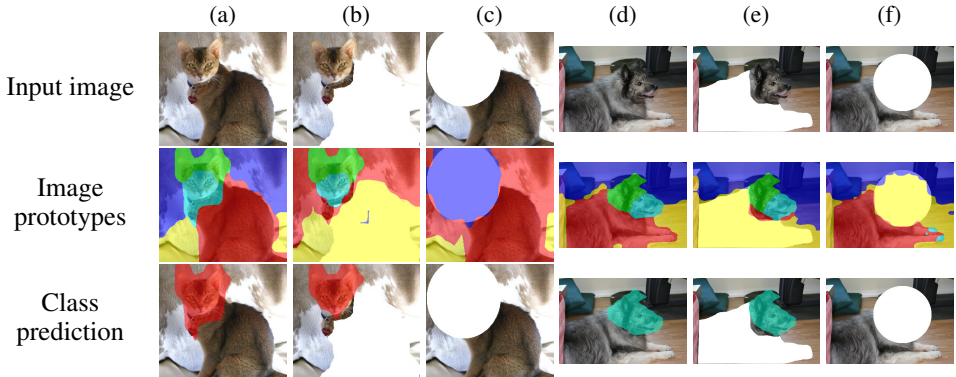 (a) (b) (c) (d) (e) (f)
Input image
Image
prototypes
Class
prediction